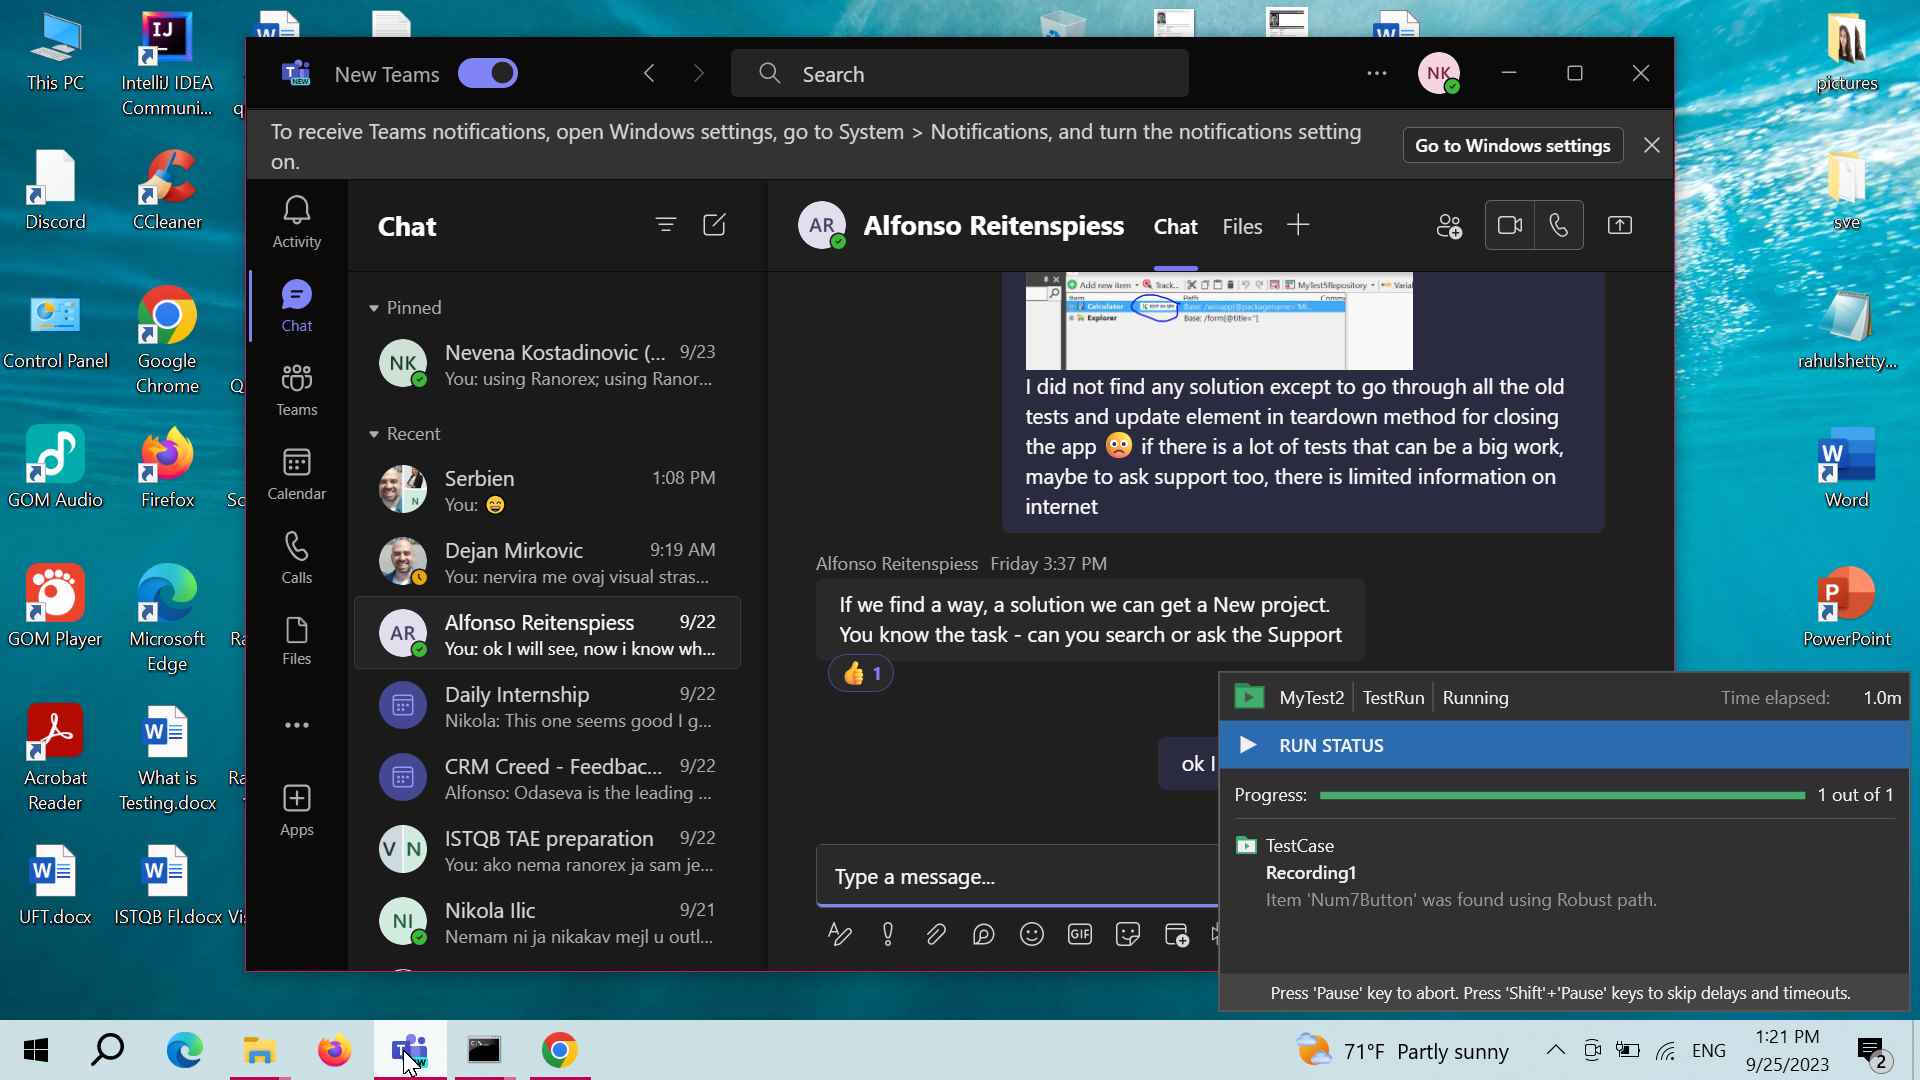 This PC
IntelliJ IDEA
Communi...
Discord
CCleaner
Control Panel
Google
Chrome
GOM Audio
Firefox
GOM Player
Microsoft
Edge
Acrobat
Reader
What is
Testing.docx
UFT.docx
ISTQB Fl.docx
New Teams
Search
NK
To receive Teams notifications, open Windows settings, go to System > Notifications, and turn the notifications setting
on.
Go to Windows settings
Activity
Chat
Teams
Calendar
Calls
Files
Apps
Chat
Pinned
NK
Nevena Kostadinovic (... 9/23
You: using Ranorex; using Ranor...
Recent
Serbien 1:08 PM
You: 😄
Dejan Mirkovic 9:19 AM
You: nervira me ovaj visual stras...
AR
Alfonso Reitenspiess 9/22
You: ok I will see, now i know wh...
Daily Internship 9/22
Nikola: This one seems good I g...
CRM Creed - Feedbac... 9/22
Alfonso: Odaseva is the leading ...
V N
ISTQB TAE preparation 9/22
You: ako nema ranorex ja sam je...
NI
Nikola Ilic 9/21
Nemam ni ja nikakav mejl u outl...
AR
Alfonso Reitenspiess
Chat
Files
Add new item
Track...
MyTest5Repository
Item
Path
Calculator
Explorer
Base: /form[@title='']
I did not find any solution except to go through all the old
tests and update element in teardown method for closing
the app 😳 if there is a lot of tests that can be a big work,
maybe to ask support too, there is limited information on
internet
Alfonso Reitenspiess Friday 3:37 PM
If we find a way, a solution we can get a New project.
You know the task - can you search or ask the Support
👍 1
ok I
Type a message...
GIF
MyTest2
TestRun
Running
Time elapsed: 1.0m
RUN STATUS
Progress:
1 out of 1
TestCase
Recording1
Item 'Num7Button' was found using Robust path.
Press 'Pause' key to abort. Press 'Shift'+'Pause' keys to skip delays and timeouts.
pictures
sve
rahulshetty...
Word
PowerPoint
71°F Partly sunny
ENG
1:21 PM
9/25/2023
2